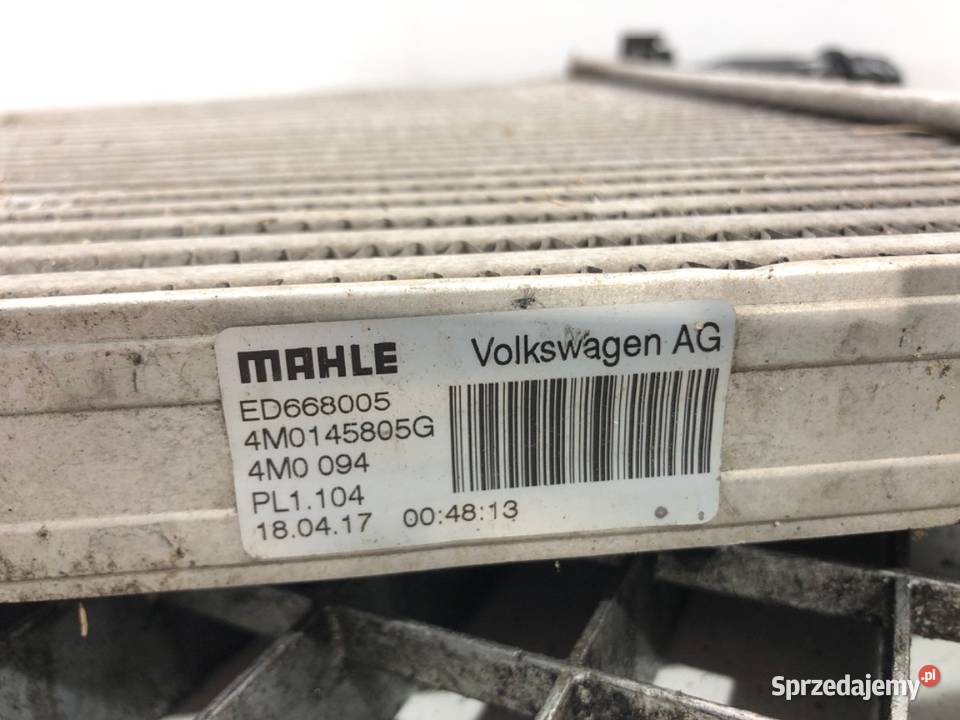 MAHLE Volkswagen AG
ED668005
4M0145805G
4M0 094
PL1.104
18.04.17 00:48:13
Sprzedajemy.pl